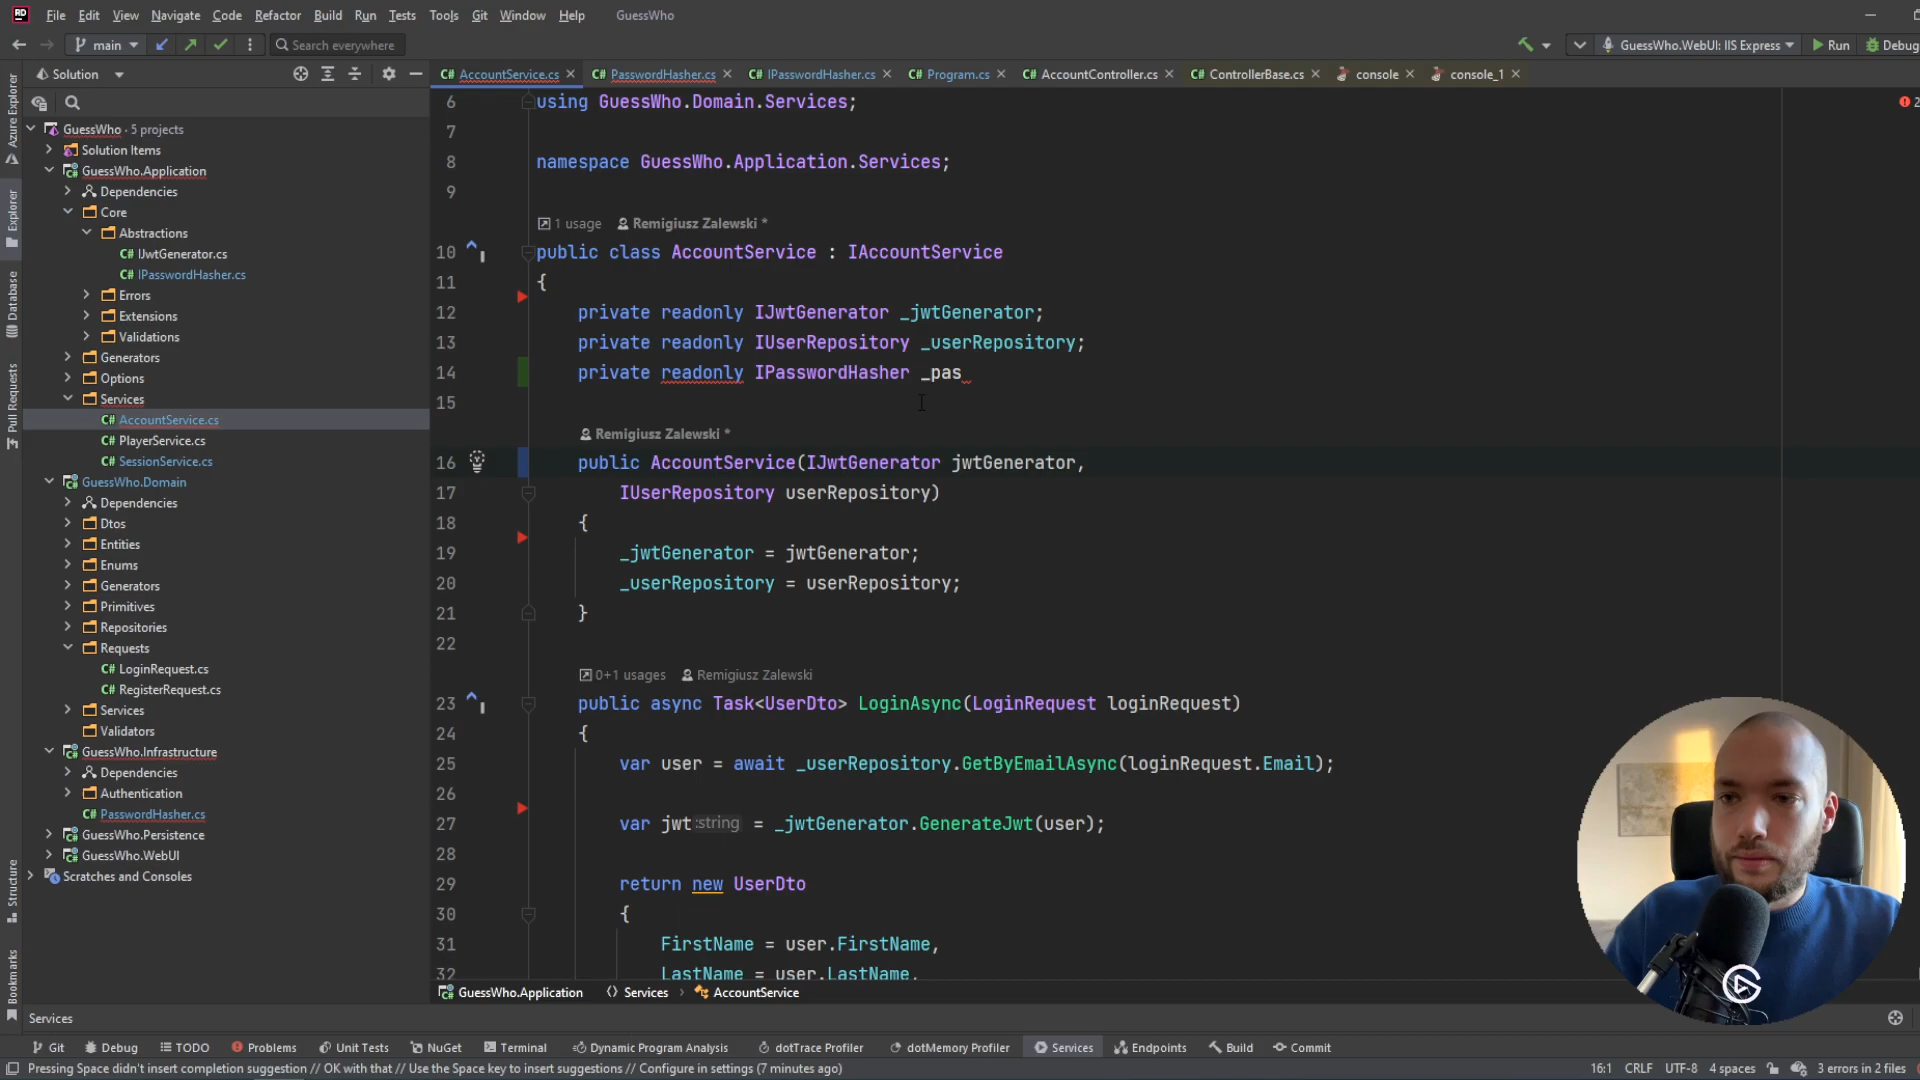 File Edit View Navigate Code Refactor Build Run Tests Tools Git Window Help GuessWho
main Search everywhere GuessWho.WebUI: IIS Express Run Debug
Solution
C# AccountService.cs C# PasswordHasher.cs C# IPasswordHasher.cs C# Program.cs C# AccountController.cs C# ControllerBase.cs console console_1
Azure Explorer
Explorer
Database
Pull Requests
Structure
Bookmarks
GuessWho · 5 projects
Solution Items
GuessWho.Application
Dependencies
Core
Abstractions
C# IJwtGenerator.cs
C# IPasswordHasher.cs
Errors
Extensions
Validations
Generators
Options
Services
C# AccountService.cs
C# PlayerService.cs
C# SessionService.cs
GuessWho.Domain
Dependencies
Dtos
Entities
Enums
Generators
Primitives
Repositories
Requests
C# LoginRequest.cs
C# RegisterRequest.cs
Services
Validators
GuessWho.Infrastructure
Dependencies
Authentication
C# PasswordHasher.cs
GuessWho.Persistence
GuessWho.WebUI
Scratches and Consoles
6 using GuessWho.Domain.Services;
7
8 namespace GuessWho.Application.Services;
9
1 usage Remigiusz Zalewski *
10 public class AccountService : IAccountService
11 {
12 private readonly IJwtGenerator _jwtGenerator;
13 private readonly IUserRepository _userRepository;
14 private readonly IPasswordHasher _pas
15
Remigiusz Zalewski *
16 public AccountService(IJwtGenerator jwtGenerator,
17 IUserRepository userRepository)
18 {
19 _jwtGenerator = jwtGenerator;
20 _userRepository = userRepository;
21 }
22
0+1 usages Remigiusz Zalewski
23 public async Task<UserDto> LoginAsync(LoginRequest loginRequest)
24 {
25 var user = await _userRepository.GetByEmailAsync(loginRequest.Email);
26
27 var jwt :string = _jwtGenerator.GenerateJwt(user);
28
29 return new UserDto
30 {
31 FirstName = user.FirstName,
32 LastName = user.LastName,
2
GuessWho.Application Services AccountService
Services
Git Debug TODO Problems Unit Tests NuGet Terminal Dynamic Program Analysis dotTrace Profiler dotMemory Profiler Services Endpoints Build Commit
Pressing Space didn't insert completion suggestion // OK with that // Use the Space key to insert suggestions // Configure in settings (7 minutes ago) 16:1 CRLF UTF-8 4 spaces 3 errors in 2 files